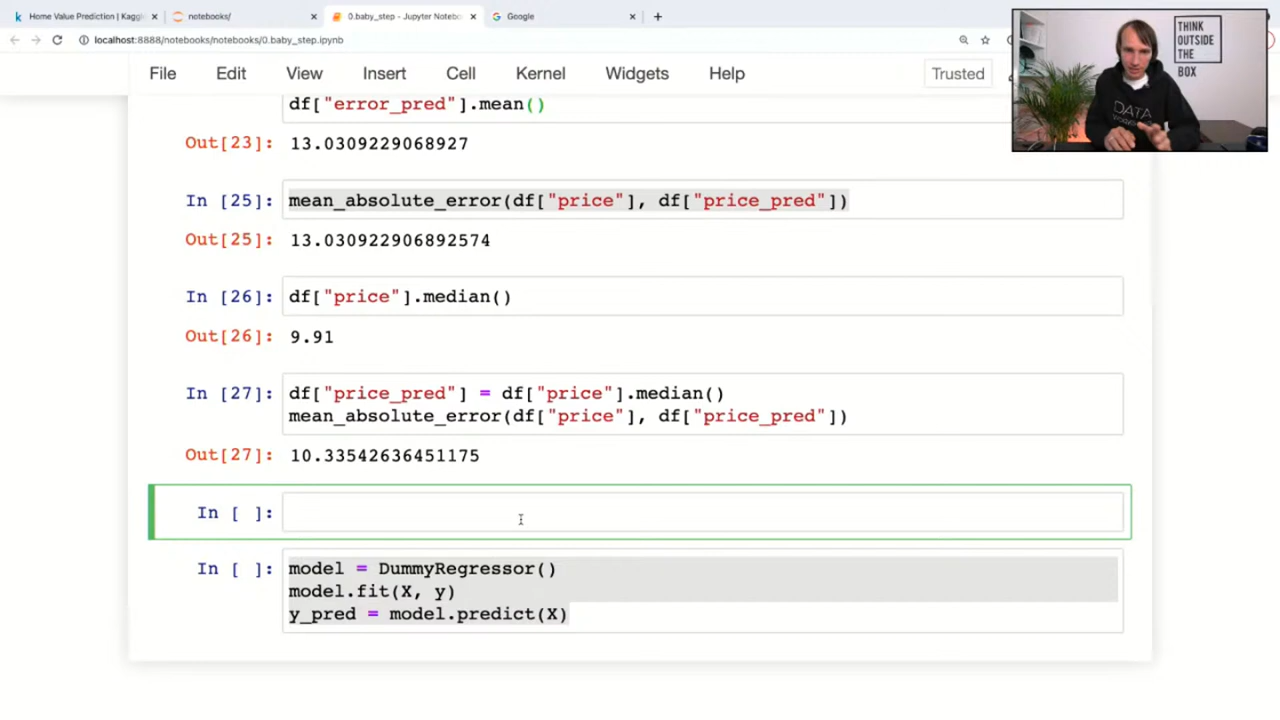 Home Value Prediction | Kaggl
notebooks/
0.baby_step - Jupyter Notebo
Google
localhost:8888/notebooks/notebooks/0.baby_step.ipynb
File Edit View Insert Cell Kernel Widgets Help
Trusted
THINK
OUTSIDE
THE
BOX
DATA
df["error_pred"].mean()
Out[23]: 13.0309229068927
In [25]: mean_absolute_error(df["price"], df["price_pred"])
Out[25]: 13.030922906892574
In [26]: df["price"].median()
Out[26]: 9.91
In [27]: df["price_pred"] = df["price"].median()
mean_absolute_error(df["price"], df["price_pred"])
Out[27]: 10.33542636451175
In [ ]:
In [ ]: model = DummyRegressor()
model.fit(X, y)
y_pred = model.predict(X)